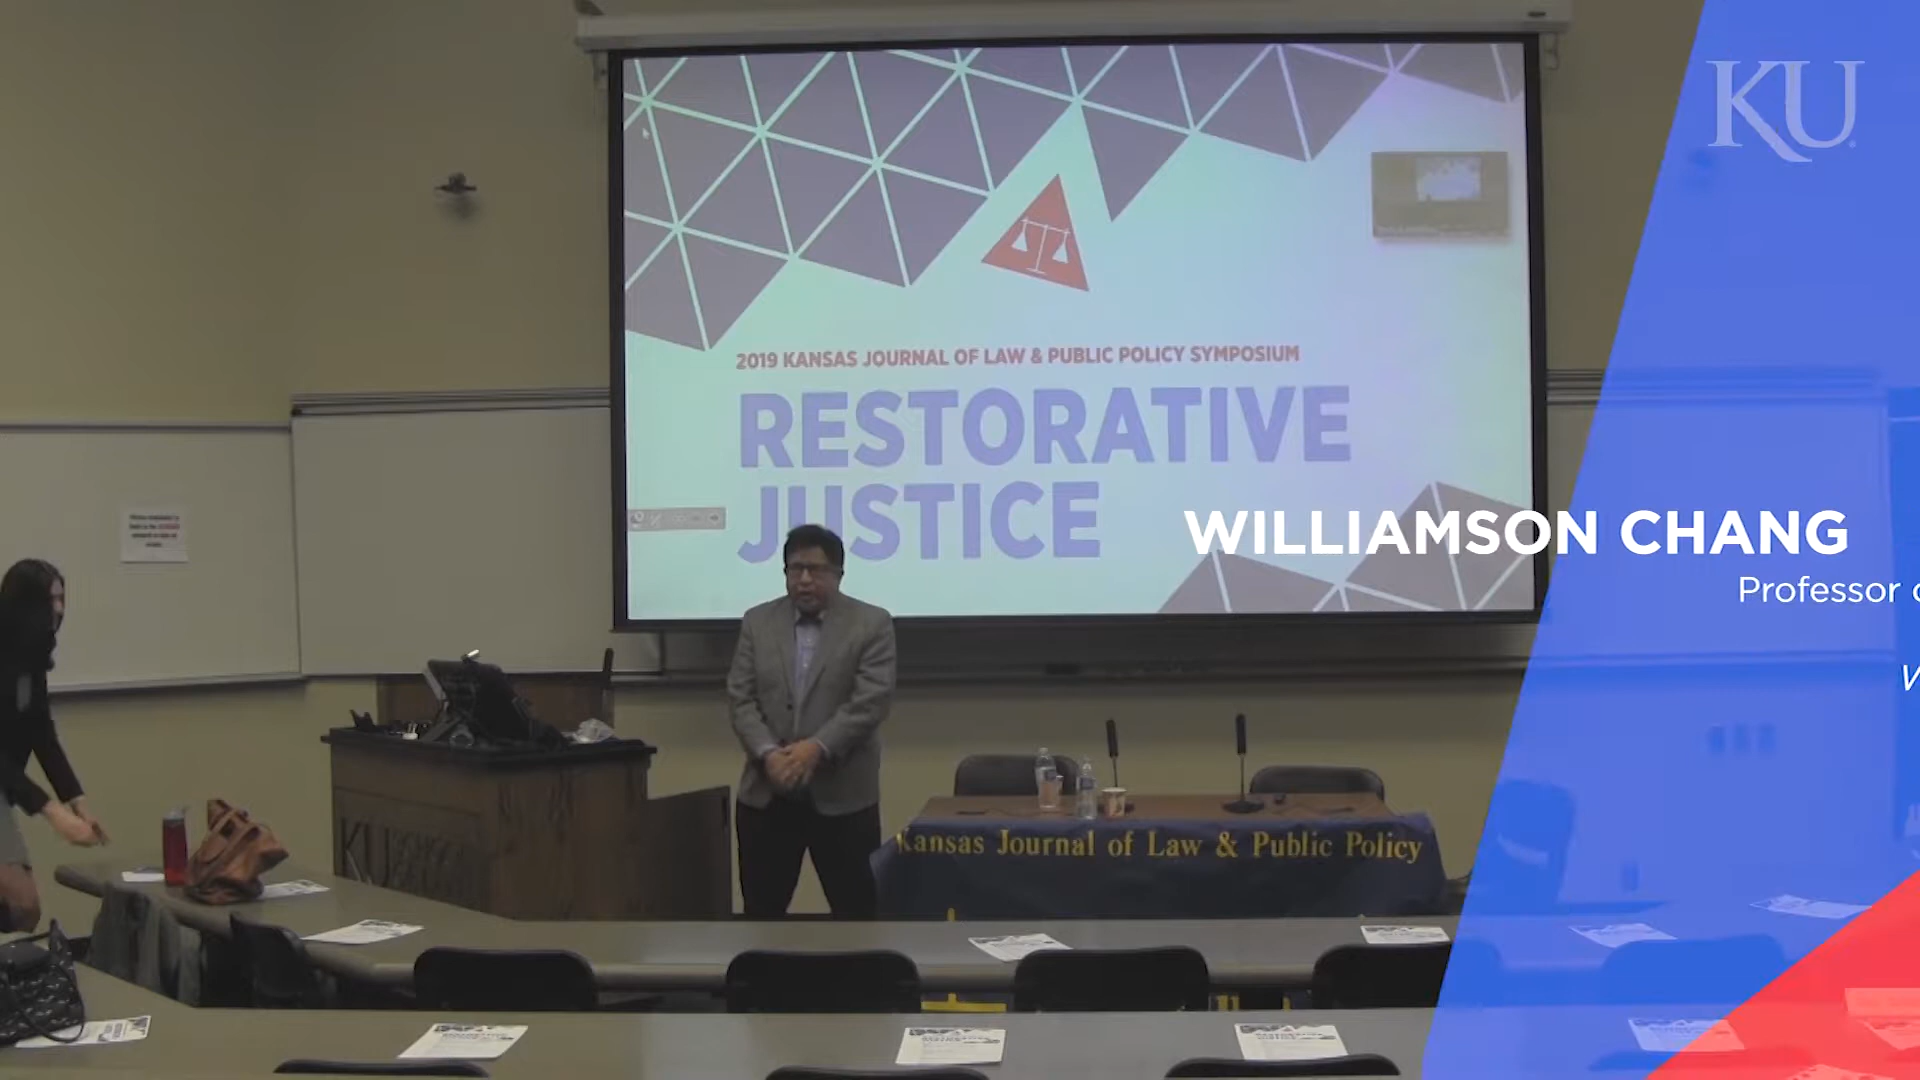 KU
2019 KANSAS JOURNAL OF LAW & PUBLIC POLICY SYMPOSIUM
RESTORATIVE
JUSTICE
WILLIAMSON CHANG
Professor
KU
Kansas Journal of Law & Public Policy